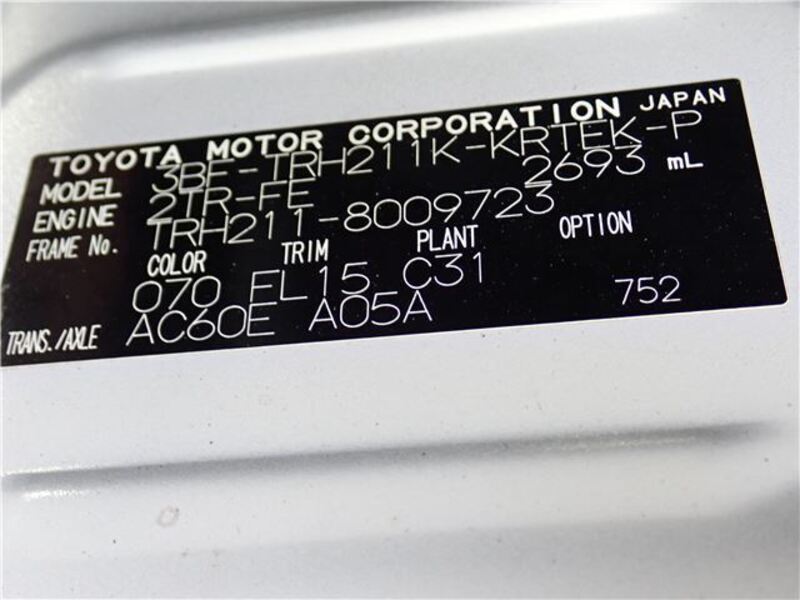 TOYOTA MOTOR CORPORATION JAPAN
MODEL 3BF-TRH211K-KRTEK-P
ENGINE 2TR-FE 2693 mL
FRAME No. TRH211-8009723
COLOR TRIM PLANT OPTION
070 FL15 C31
TRANS./AXLE AC60E A05A 752